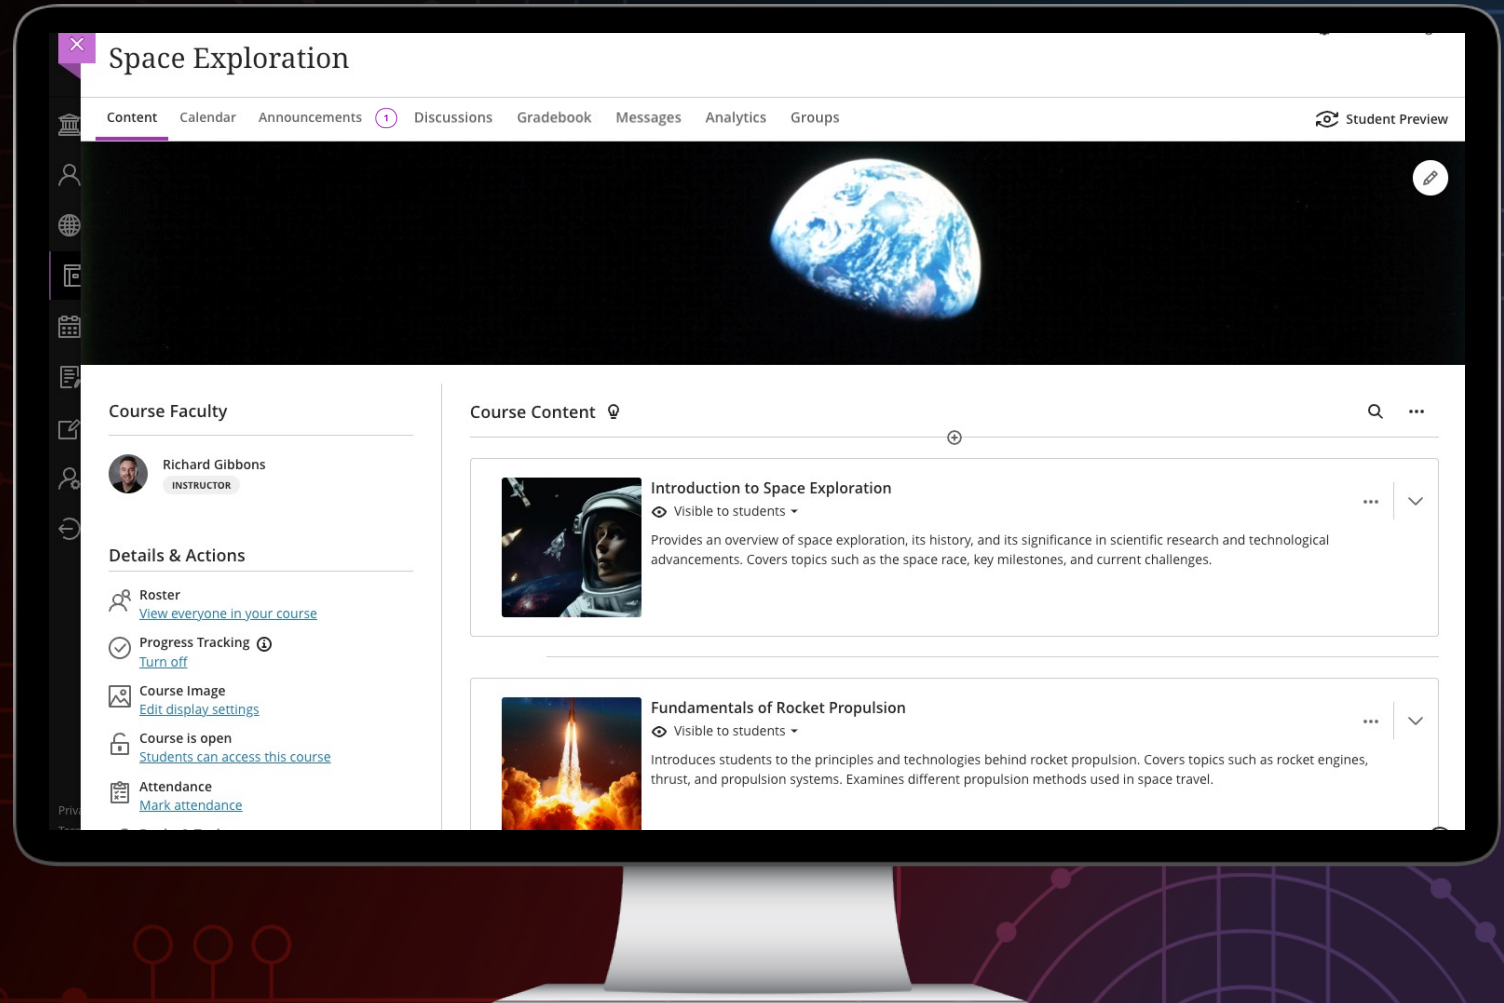 Space Exploration
Content Calendar Announcements 1 Discussions Gradebook Messages Analytics Groups Student Preview
Course Faculty
Richard Gibbons
INSTRUCTOR
Details & Actions
Roster
View everyone in your course
Progress Tracking
Turn off
Course Image
Edit display settings
Course is open
Students can access this course
Attendance
Mark attendance
Course Content
Introduction to Space Exploration
Visible to students
Provides an overview of space exploration, its history, and its significance in scientific research and technological
advancements. Covers topics such as the space race, key milestones, and current challenges.
Fundamentals of Rocket Propulsion
Visible to students
Introduces students to the principles and technologies behind rocket propulsion. Covers topics such as rocket engines,
thrust, and propulsion systems. Examines different propulsion methods used in space travel.